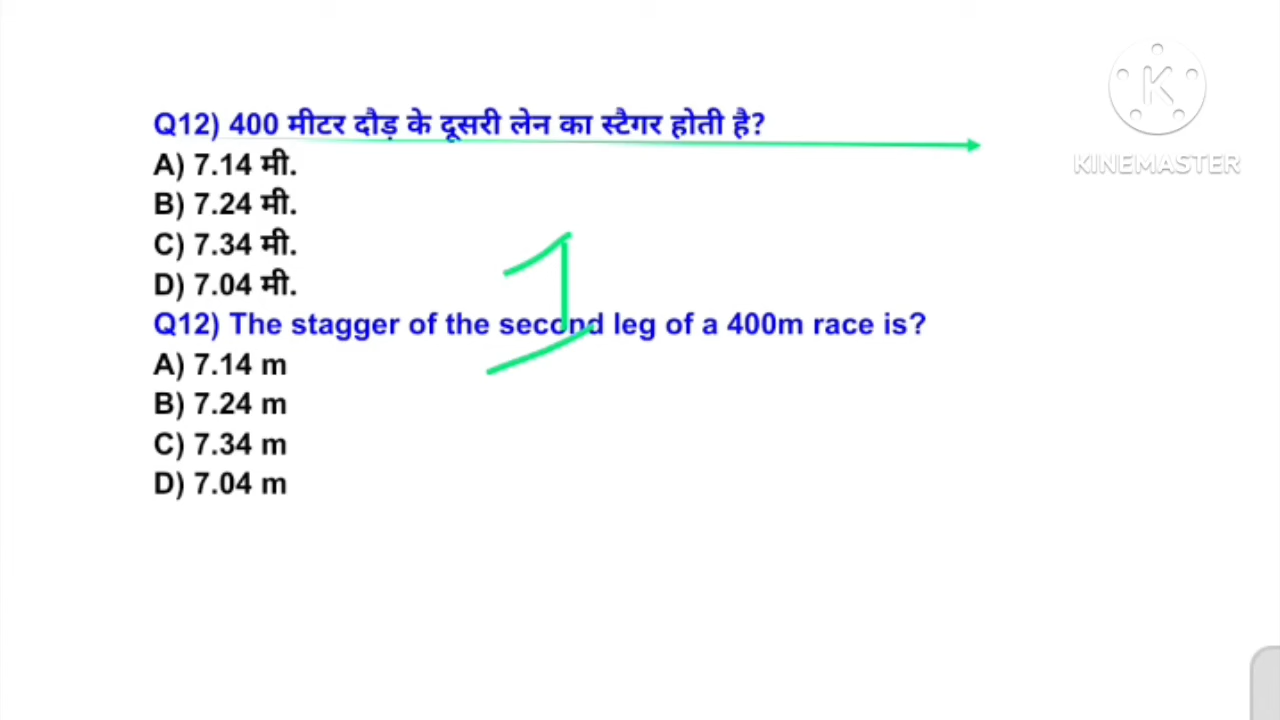 Q12) 400 मीटर दौड़ के दूसरी लेन का स्टैगर होती है?
A) 7.14 मी.
B) 7.24 मी.
C) 7.34 मी.
D) 7.04 मी.
Q12) The stagger of the second leg of a 400m race is?
A) 7.14 m
B) 7.24 m
C) 7.34 m
D) 7.04 m
K
KINEMASTER
1